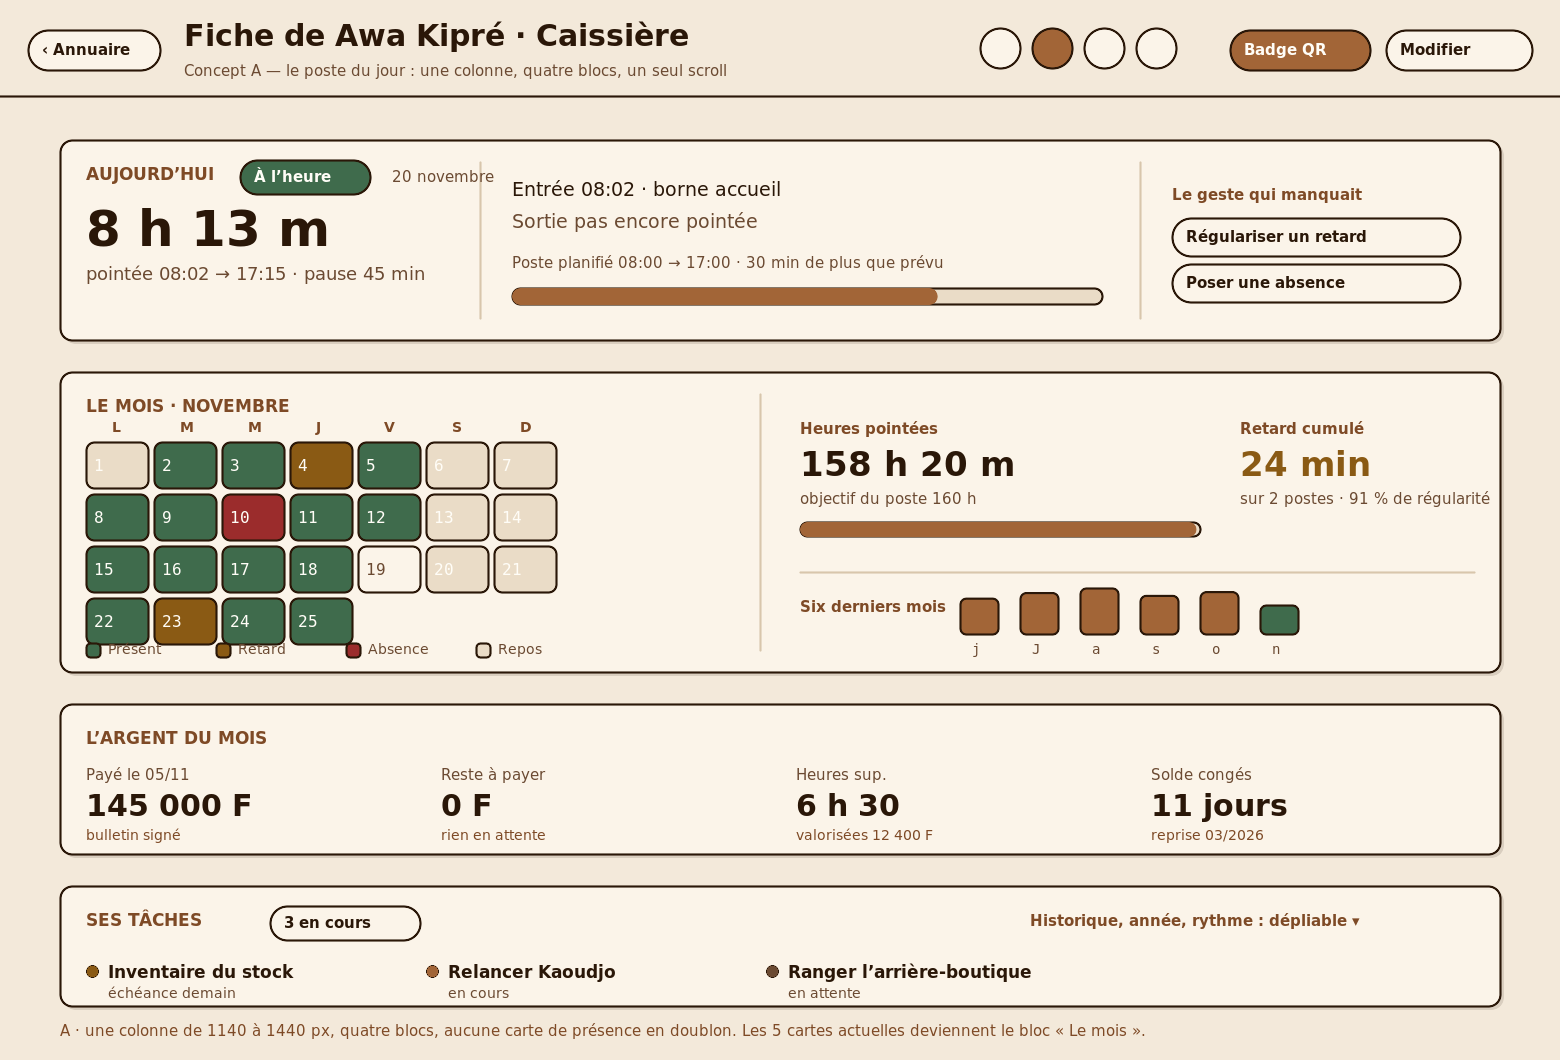 ‹ Annuaire
Fiche de Awa Kipré · Caissière
Concept A — le poste du jour : une colonne, quatre blocs, un seul scroll
Badge QR
Modifier
AUJOURD’HUI
À l’heure
20 novembre
8 h 13 m
pointée 08:02 → 17:15 · pause 45 min
Entrée 08:02 · borne accueil
Sortie pas encore pointée
Poste planifié 08:00 → 17:00 · 30 min de plus que prévu
Le geste qui manquait
Régulariser un retard
Poser une absence
LE MOIS · NOVEMBRE
L M M J V S D
1 2 3 4 5 6 7
8 9 10 11 12 13 14
15 16 17 18 19 20 21
22 23 24 25
Présent Retard Absence Repos
Heures pointées
158 h 20 m
objectif du poste 160 h
Retard cumulé
24 min
sur 2 postes · 91 % de régularité
Six derniers mois
j J a s o n
L’ARGENT DU MOIS
Payé le 05/11
145 000 F
bulletin signé
Reste à payer
0 F
rien en attente
Heures sup.
6 h 30
valorisées 12 400 F
Solde congés
11 jours
reprise 03/2026
SES TÂCHES
3 en cours
Historique, année, rythme : dépliable ▾
Inventaire du stock
échéance demain
Relancer Kaoudjo
en cours
Ranger l’arrière-boutique
en attente
A · une colonne de 1140 à 1440 px, quatre blocs, aucune carte de présence en doublon. Les 5 cartes actuelles deviennent le bloc « Le mois ».